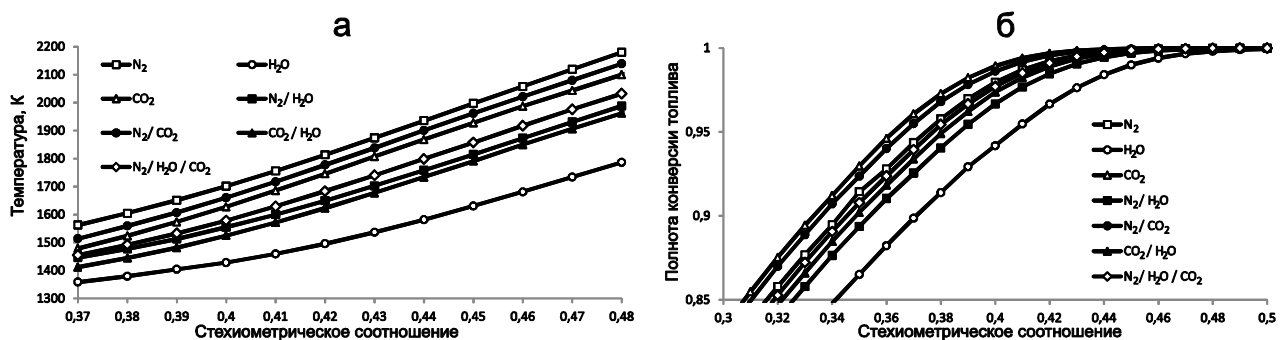 а
Температура, К
2200
2100
2000
1900
1800
1700
1600
1500
1400
1300
N₂
H₂O
CO₂
N₂/ H₂O
N₂/ CO₂
CO₂/ H₂O
N₂/ H₂O / CO₂
0,37 0,38 0,39 0,4 0,41 0,42 0,43 0,44 0,45 0,46 0,47 0,48
Стехиометрическое соотношение
б
Полнота конверсии топлива
1
0,95
0,9
0,85
N₂
H₂O
CO₂
N₂/ H₂O
N₂/ CO₂
CO₂/ H₂O
N₂/ H₂O / CO₂
0,3 0,32 0,34 0,36 0,38 0,4 0,42 0,44 0,46 0,48 0,5
Стехиометрическое соотношение